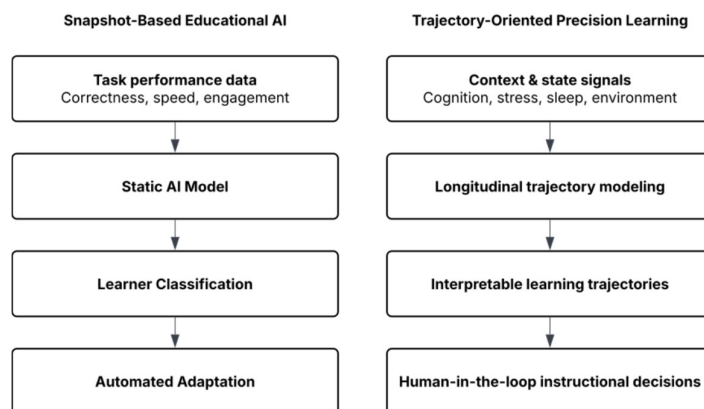 Snapshot-Based Educational AI
Task performance data
Correctness, speed, engagement
Static AI Model
Learner Classification
Automated Adaptation
Trajectory-Oriented Precision Learning
Context & state signals
Cognition, stress, sleep, environment
Longitudinal trajectory modeling
Interpretable learning trajectories
Human-in-the-loop instructional decisions